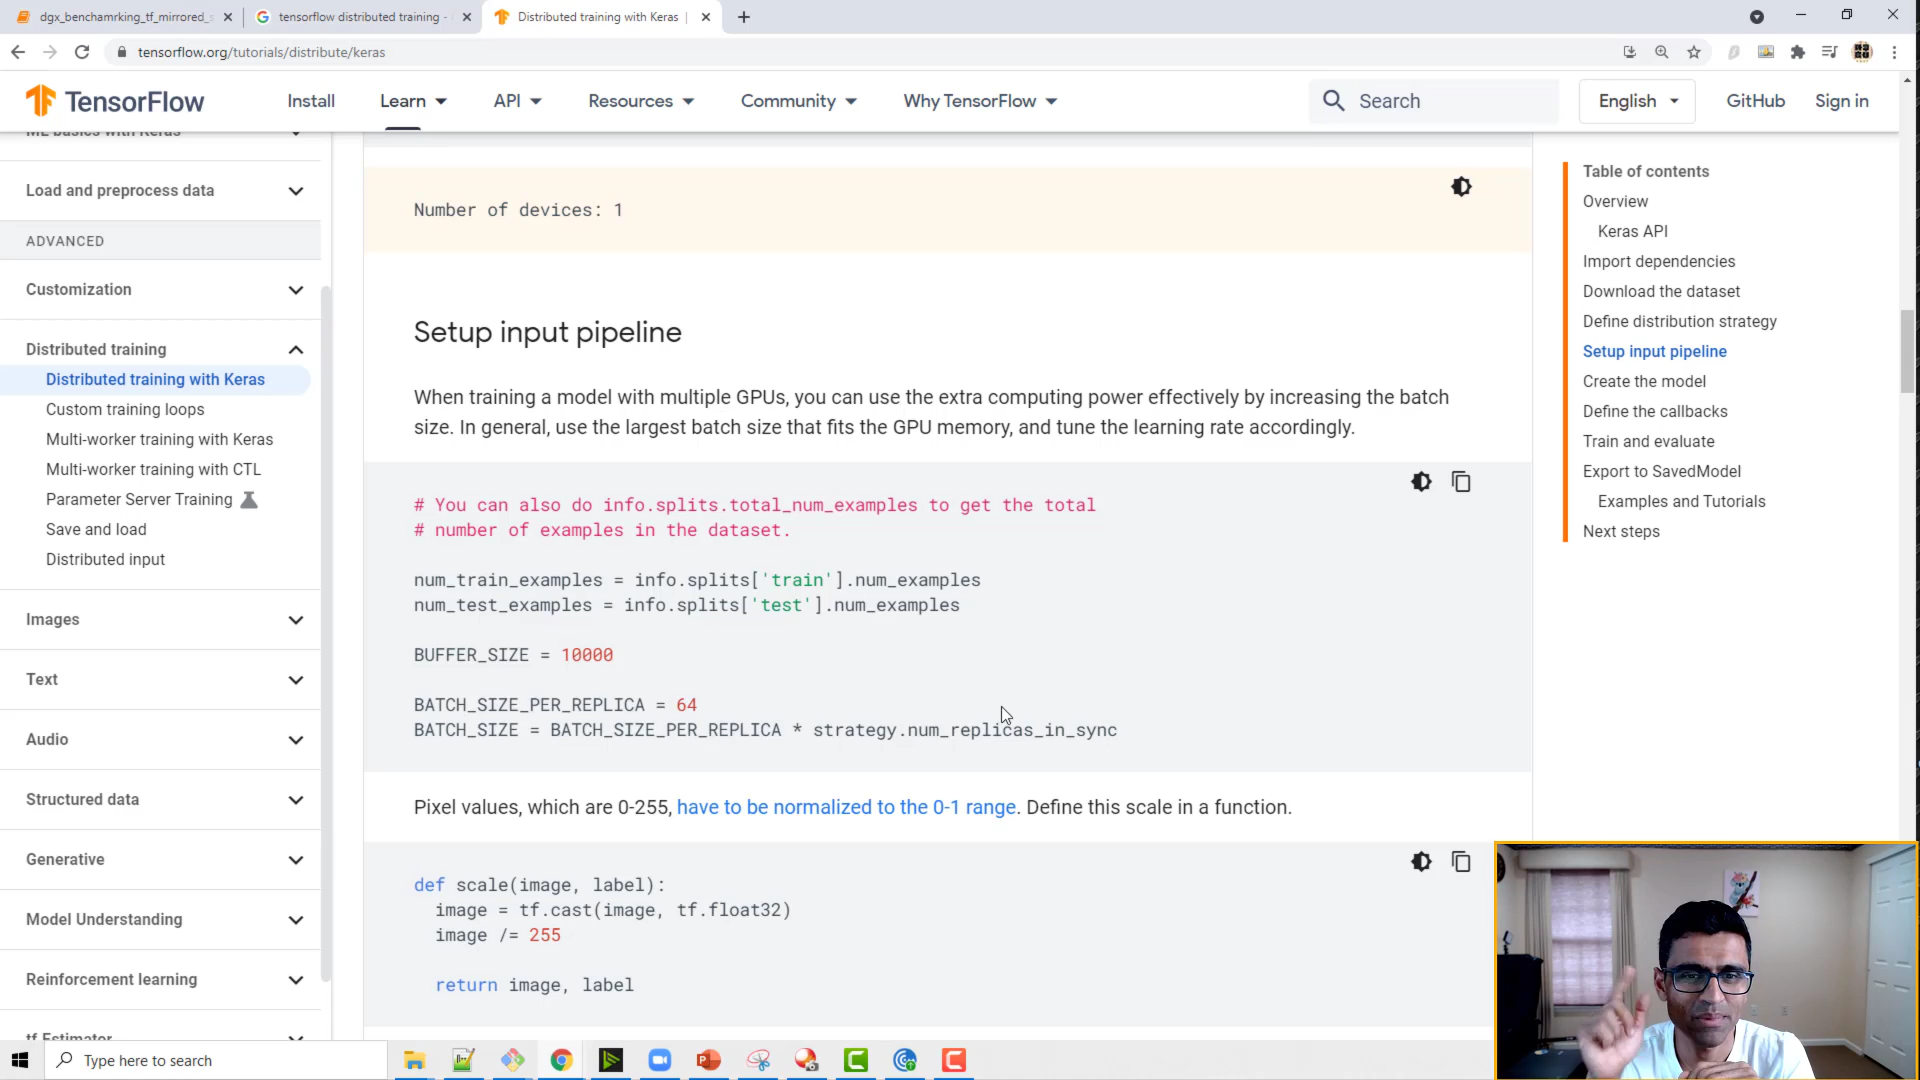 dgx_benchamrking_tf_mirrored_s
tensorflow distributed training -
Distributed training with Keras |
tensorflow.org/tutorials/distribute/keras
TensorFlow
Install
Learn
API
Resources
Community
Why TensorFlow
Search
English
GitHub
Sign in
ML basics with Keras
Load and preprocess data
ADVANCED
Customization
Distributed training
Distributed training with Keras
Custom training loops
Multi-worker training with Keras
Multi-worker training with CTL
Parameter Server Training
Save and load
Distributed input
Images
Text
Audio
Structured data
Generative
Model Understanding
Reinforcement learning
tf.Estimator
Number of devices: 1
Setup input pipeline
When training a model with multiple GPUs, you can use the extra computing power effectively by increasing the batch
size. In general, use the largest batch size that fits the GPU memory, and tune the learning rate accordingly.
# You can also do info.splits.total_num_examples to get the total
# number of examples in the dataset.
num_train_examples = info.splits['train'].num_examples
num_test_examples = info.splits['test'].num_examples
BUFFER_SIZE = 10000
BATCH_SIZE_PER_REPLICA = 64
BATCH_SIZE = BATCH_SIZE_PER_REPLICA * strategy.num_replicas_in_sync
Pixel values, which are 0-255, have to be normalized to the 0-1 range. Define this scale in a function.
def scale(image, label):
image = tf.cast(image, tf.float32)
image /= 255
return image, label
Table of contents
Overview
Keras API
Import dependencies
Download the dataset
Define distribution strategy
Setup input pipeline
Create the model
Define the callbacks
Train and evaluate
Export to SavedModel
Examples and Tutorials
Next steps
Type here to search